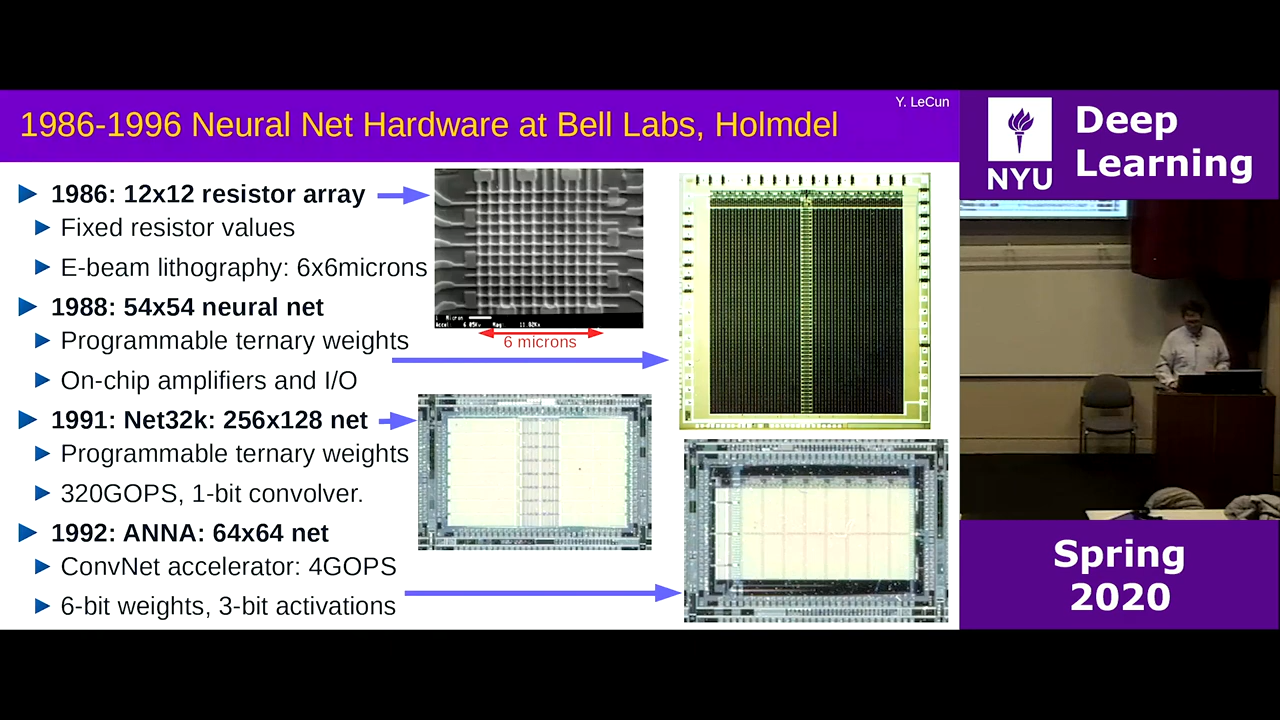 Y. LeCun
1986-1996 Neural Net Hardware at Bell Labs, Holmdel
1986: 12x12 resistor array
Fixed resistor values
E-beam lithography: 6x6microns
1988: 54x54 neural net
Programmable ternary weights
On-chip amplifiers and I/O
1991: Net32k: 256x128 net
Programmable ternary weights
320GOPS, 1-bit convolver.
1992: ANNA: 64x64 net
ConvNet accelerator: 4GOPS
6-bit weights, 3-bit activations
6 microns
NYU
Deep
Learning
Spring
2020